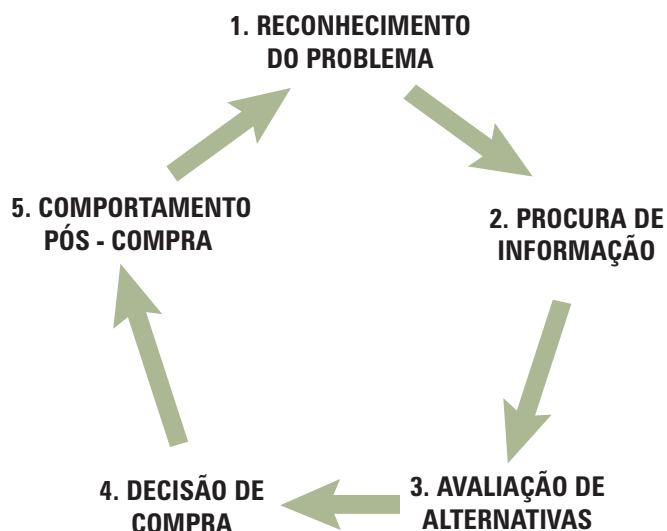 1. RECONHECIMENTO
DO PROBLEMA
2. PROCURA DE
INFORMAÇÃO
3. AVALIAÇÃO DE
ALTERNATIVAS
4. DECISÃO DE
COMPRA
5. COMPORTAMENTO
PÓS - COMPRA